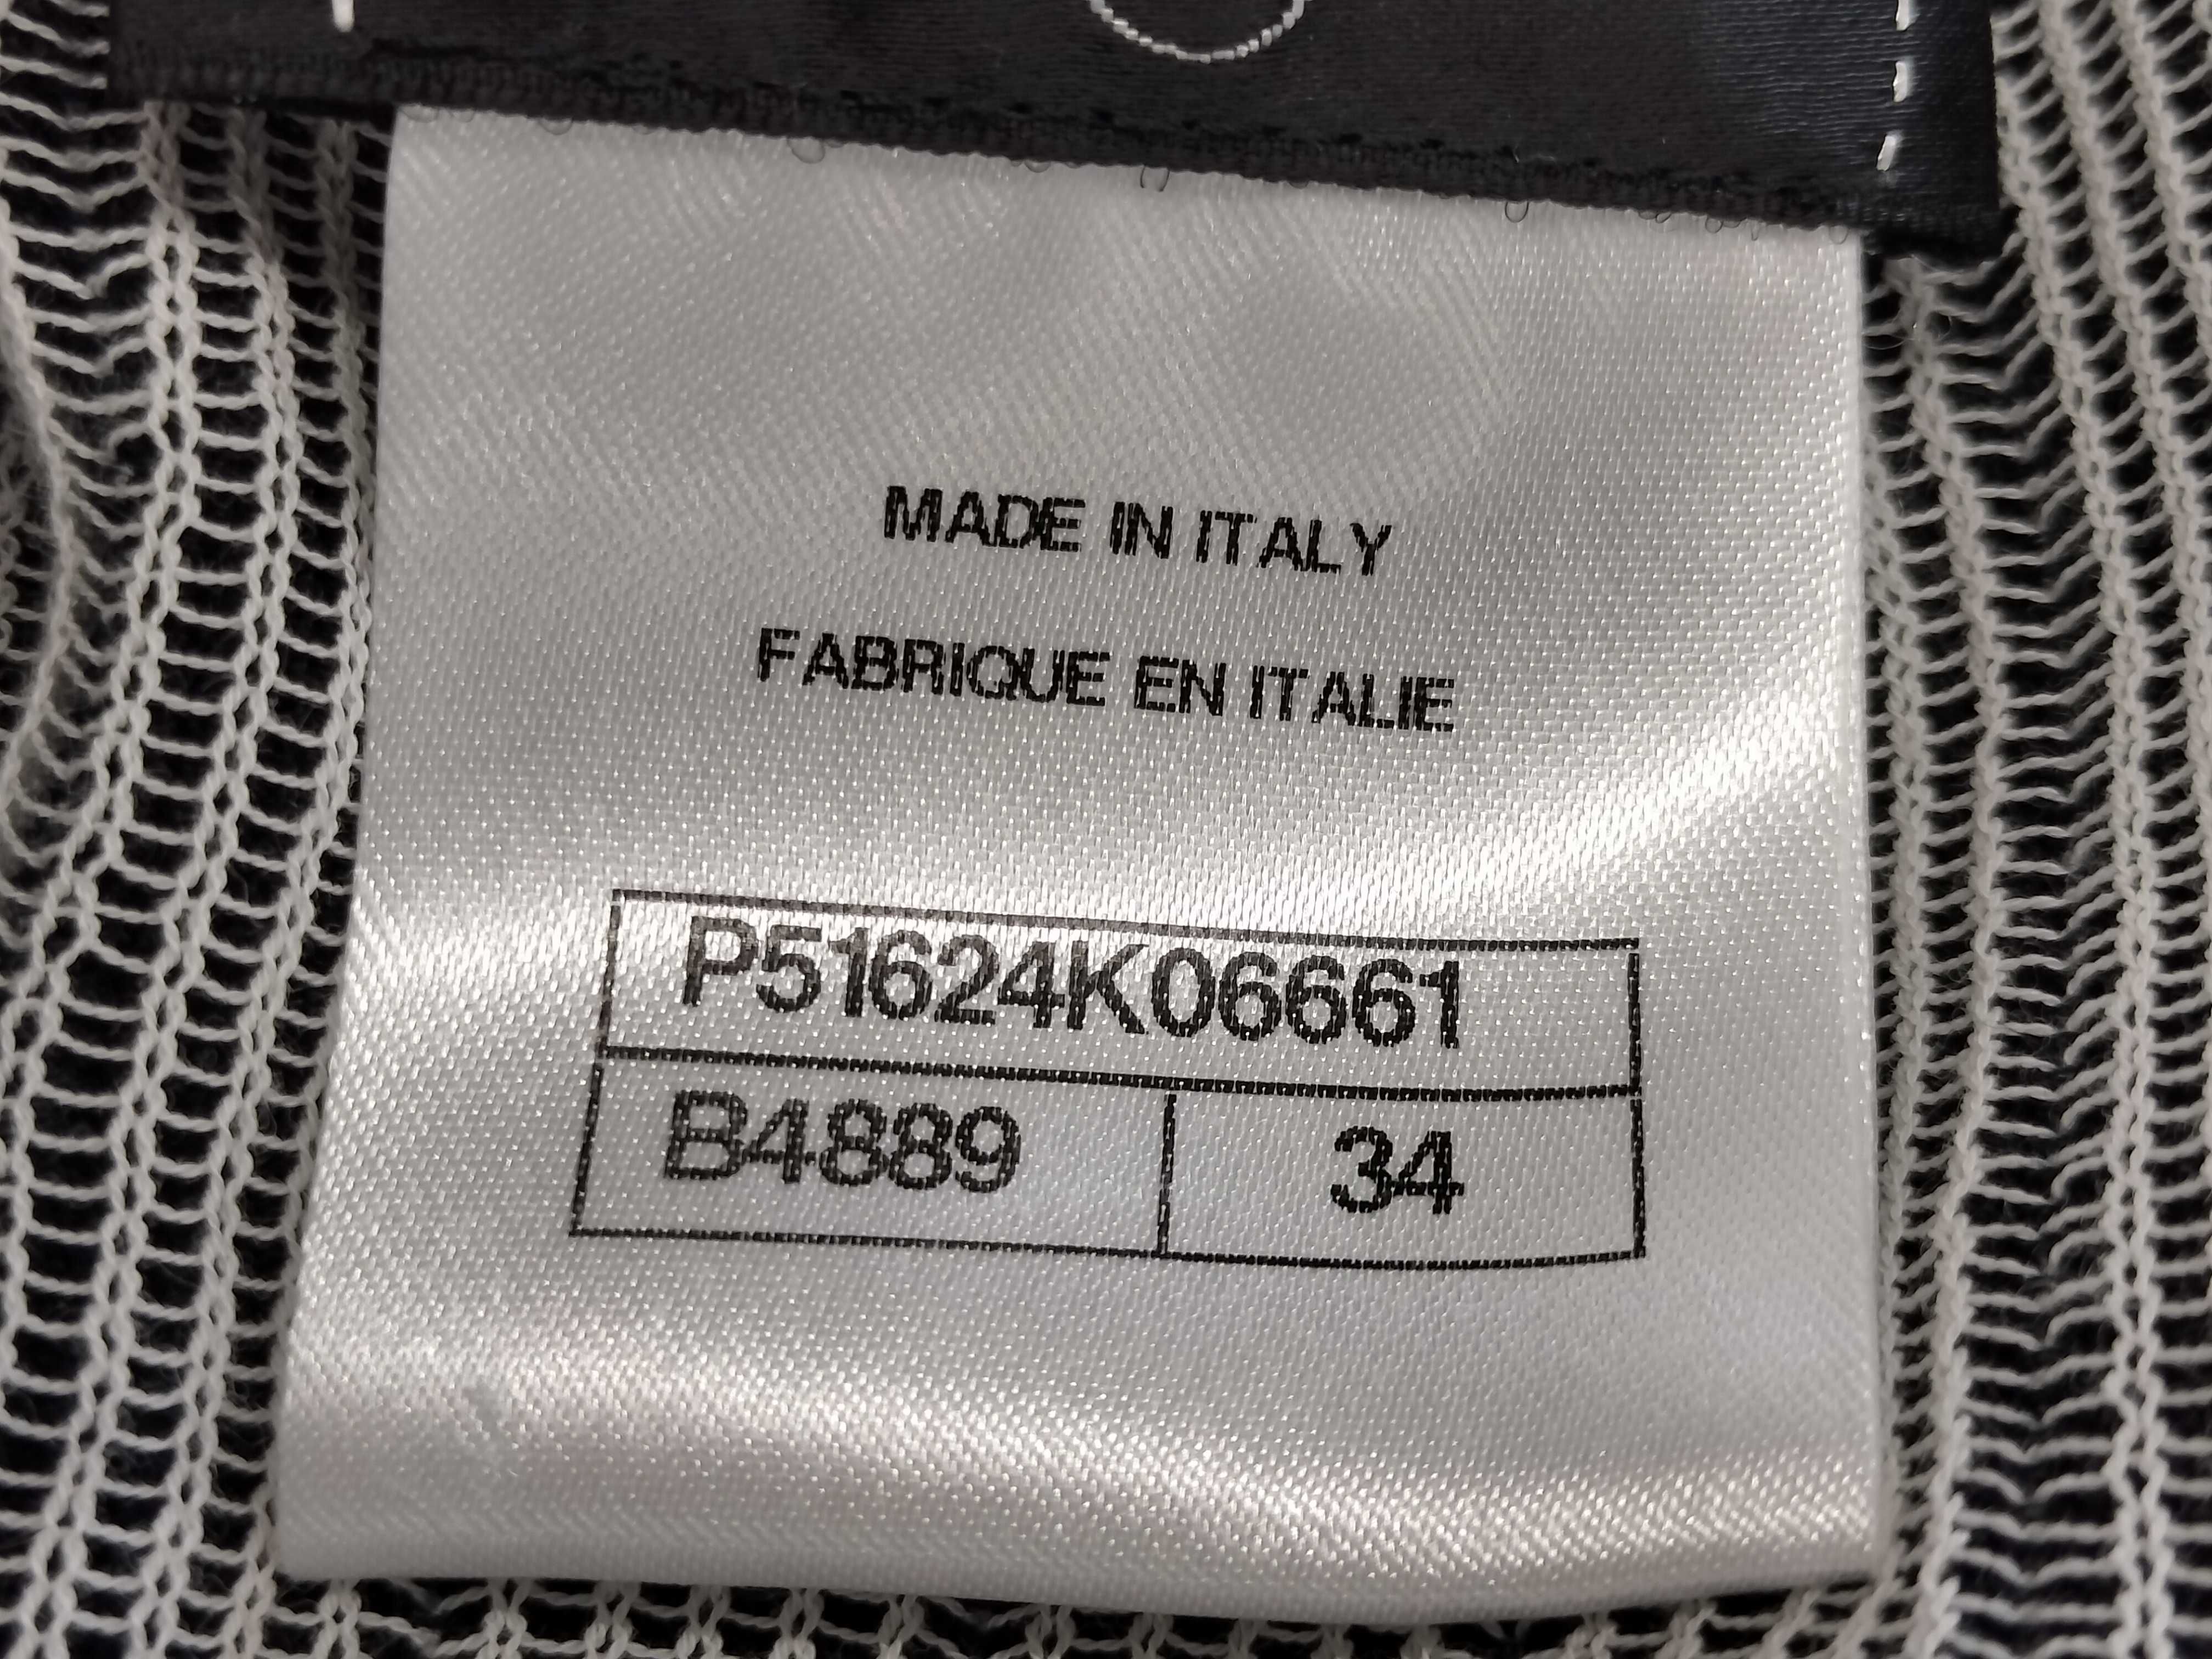 MADE IN ITALY
FABRIQUE EN ITALIE
P51624K06661
B4889 34